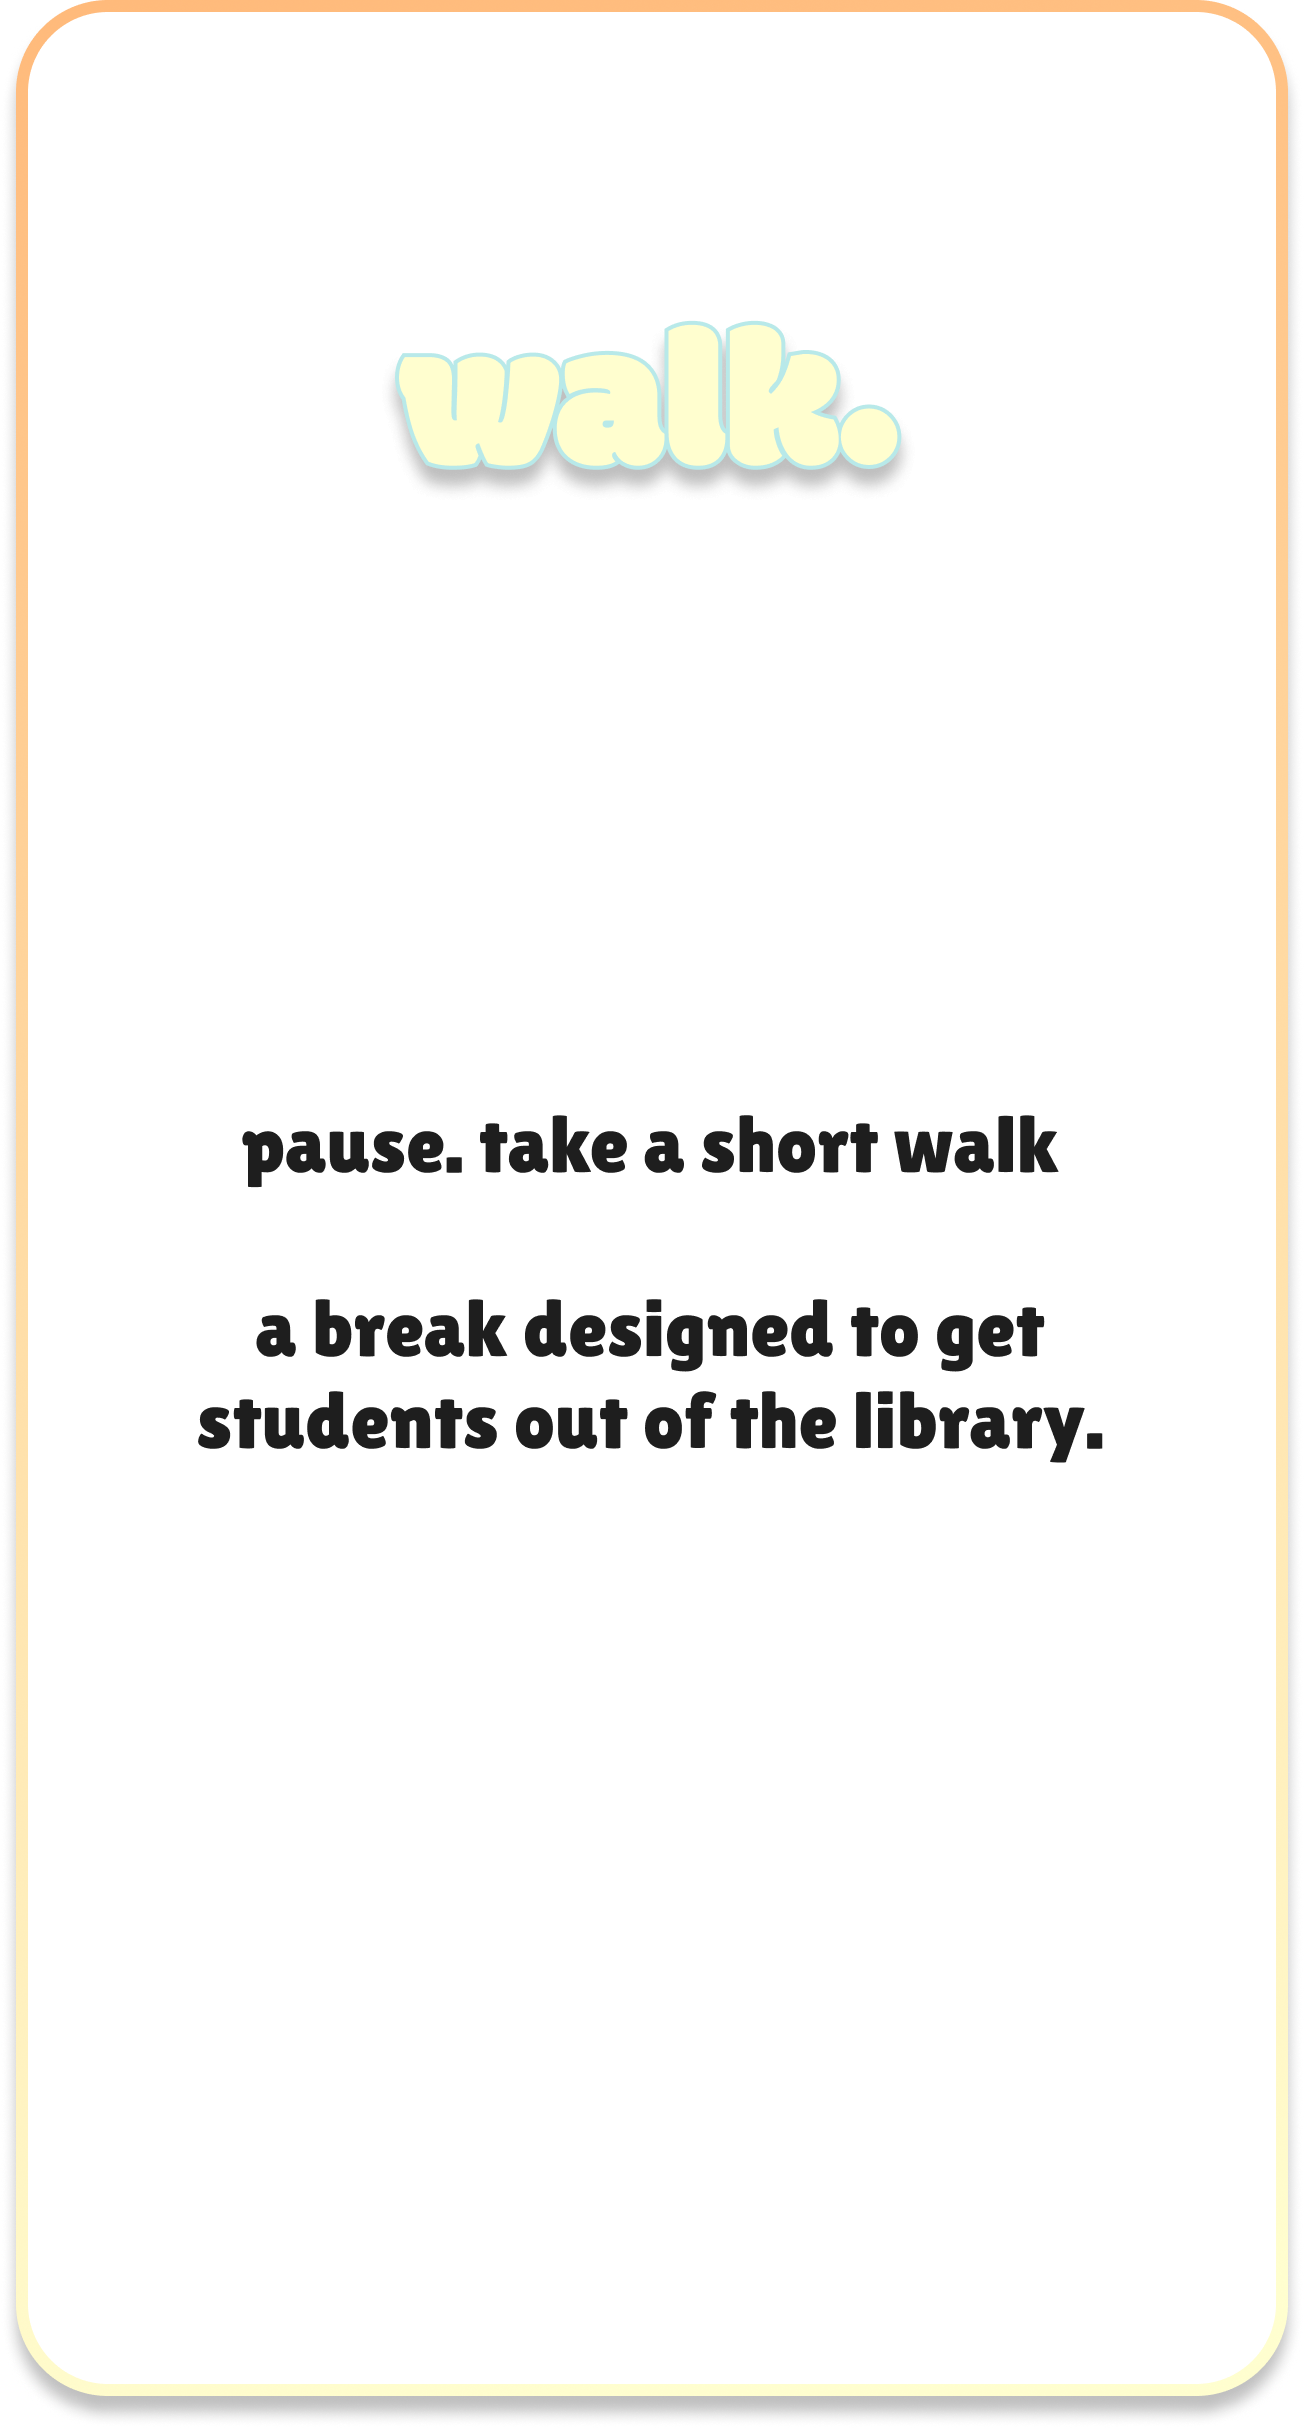 walk.
pause. take a short walk
a break designed to get
students out of the library.